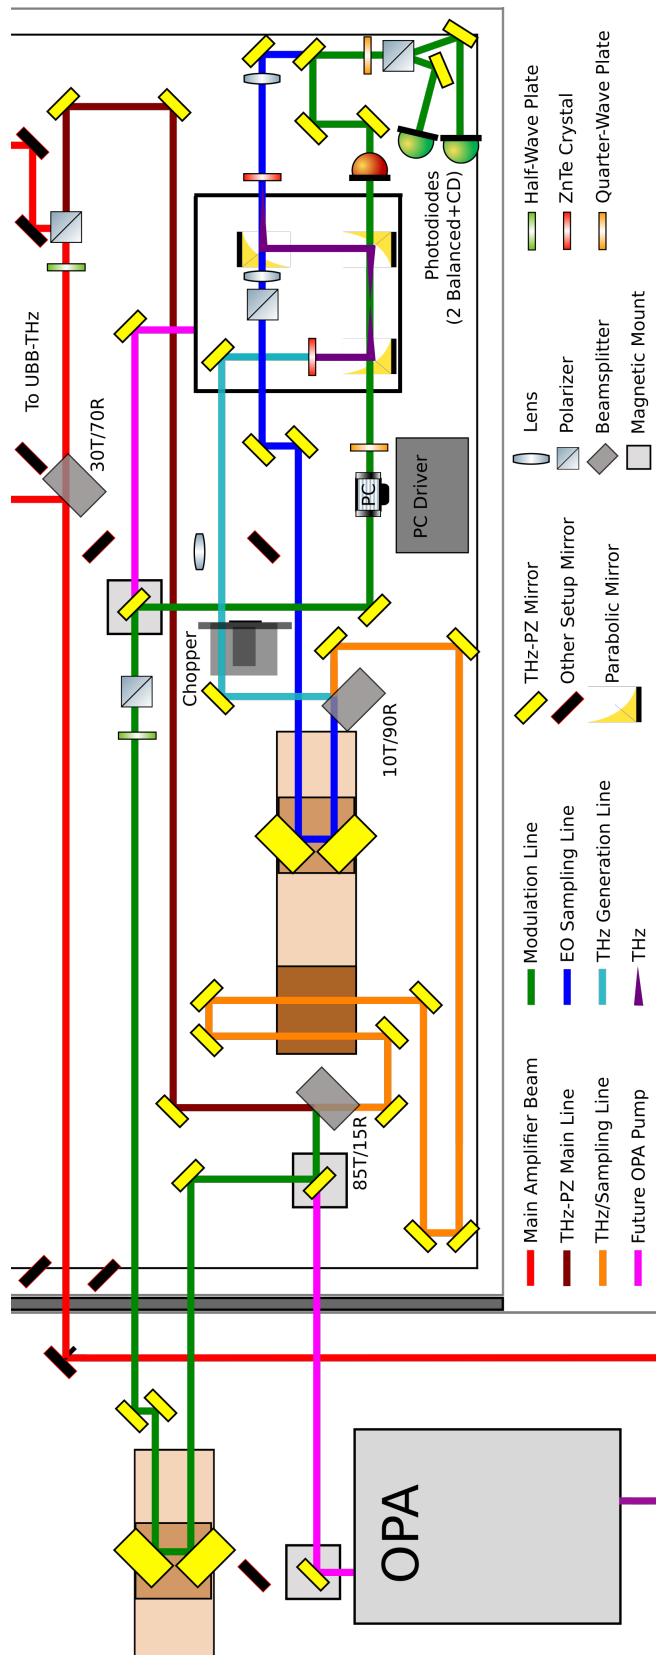 To UBB-THz
30T/70R
Photodiodes
(2 Balanced+CD)
PC
PC Driver
Chopper
10T/90R
85T/15R
OPA
Main Amplifier Beam
THz-PZ Main Line
THz/Sampling Line
Future OPA Pump
Modulation Line
EO Sampling Line
THz Generation Line
THz
THz-PZ Mirror
Other Setup Mirror
Parabolic Mirror
Lens
Polarizer
Beamsplitter
Magnetic Mount
Half-Wave Plate
ZnTe Crystal
Quarter-Wave Plate